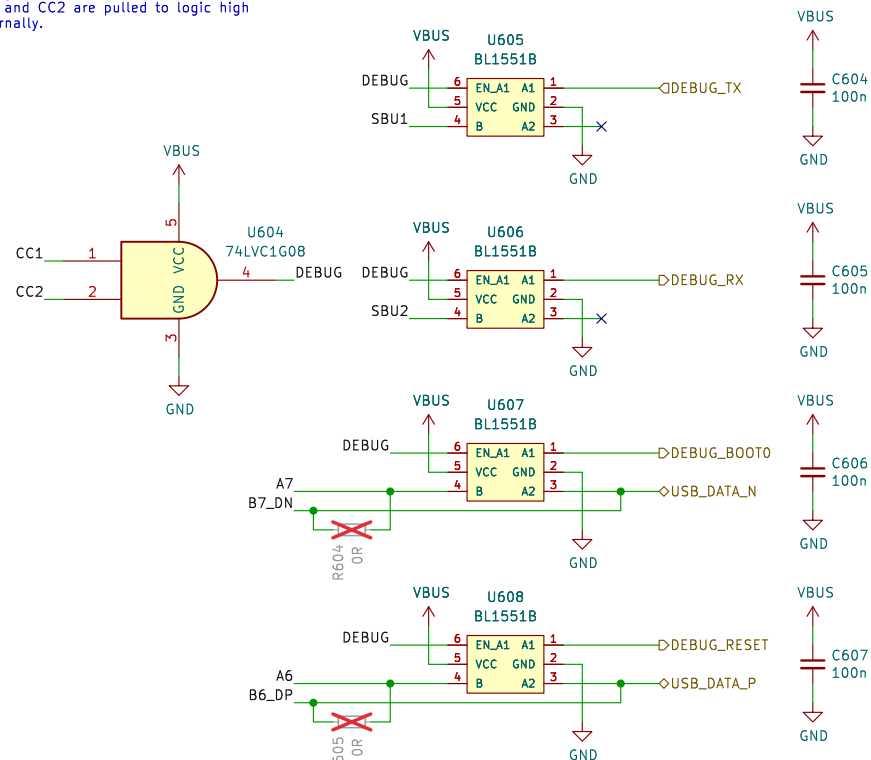 and CC2 are pulled to logic high
rnally.
VBUS
U605
BL1551B
DEBUG
6
EN_A1
A1
1
DEBUG_TX
5
VCC
GND
2
SBU1
4
B
A2
3
GND
VBUS
C604
100n
GND
VBUS
5
U604
74LVC1G08
CC1
1
VCC
4
DEBUG
CC2
2
GND
3
GND
VBUS
U606
BL1551B
DEBUG
6
EN_A1
A1
1
DEBUG_RX
5
VCC
GND
2
SBU2
4
B
A2
3
GND
VBUS
C605
100n
GND
VBUS
U607
BL1551B
DEBUG
6
EN_A1
A1
1
DEBUG_BOOT0
5
VCC
GND
2
A7
4
B
A2
3
USB_DATA_N
B7_DN
R604
0R
GND
VBUS
C606
100n
GND
VBUS
U608
BL1551B
DEBUG
6
EN_A1
A1
1
DEBUG_RESET
5
VCC
GND
2
A6
4
B
A2
3
USB_DATA_P
B6_DP
605
0R
GND
VBUS
C607
100n
GND